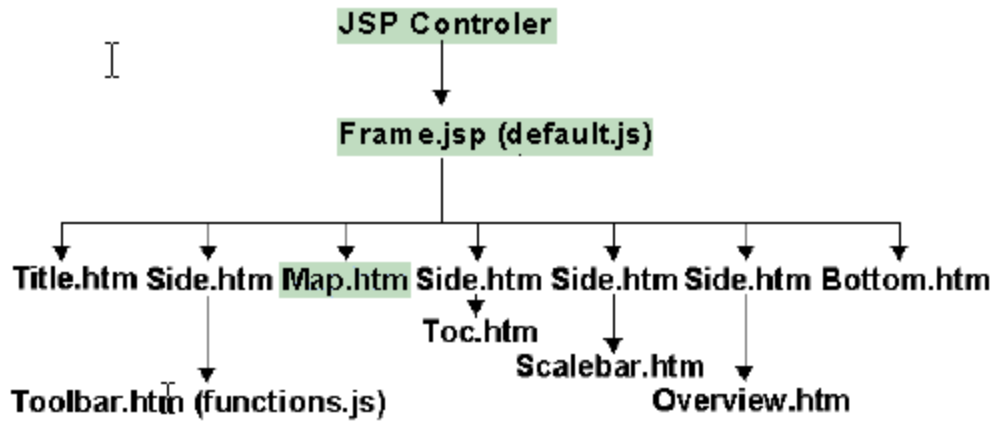 JSP Controler
Frame.jsp (default.js)
Title.htm Side.htm Map.htm Side.htm Side.htm Side.htm Bottom.htm
Toc.htm
Scalebar.htm
Toolbar.htm (functions.js)
Overview.htm